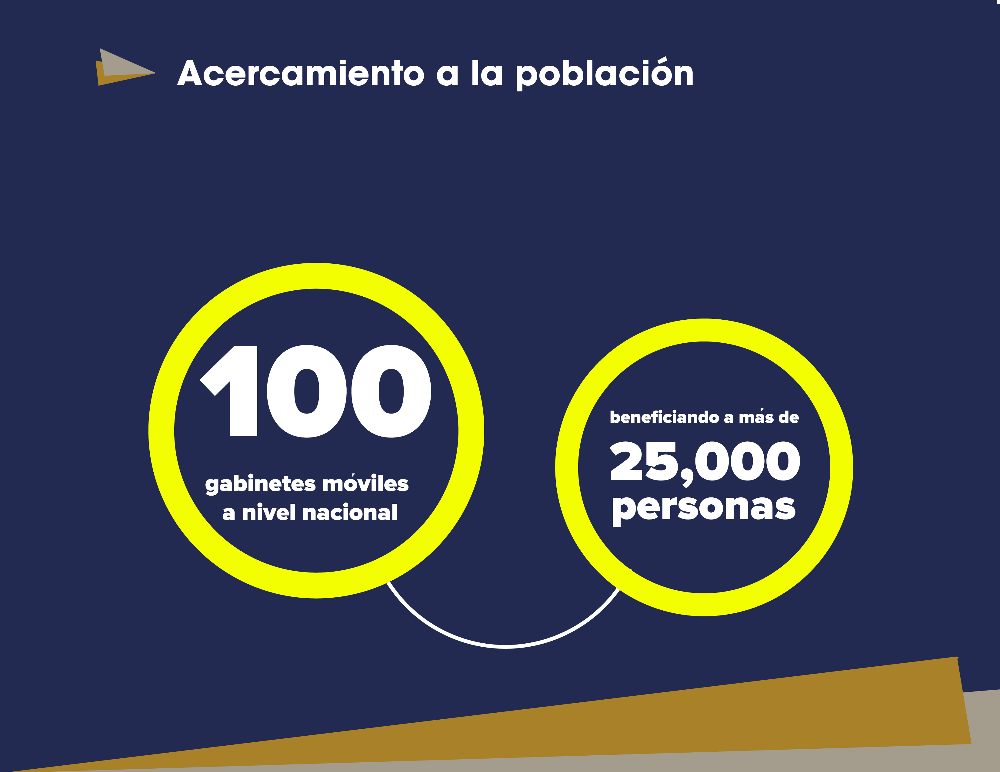 Acercamiento a la población
100
gabinetes móviles
a nivel nacional
beneficiando a más de
25,000
personas